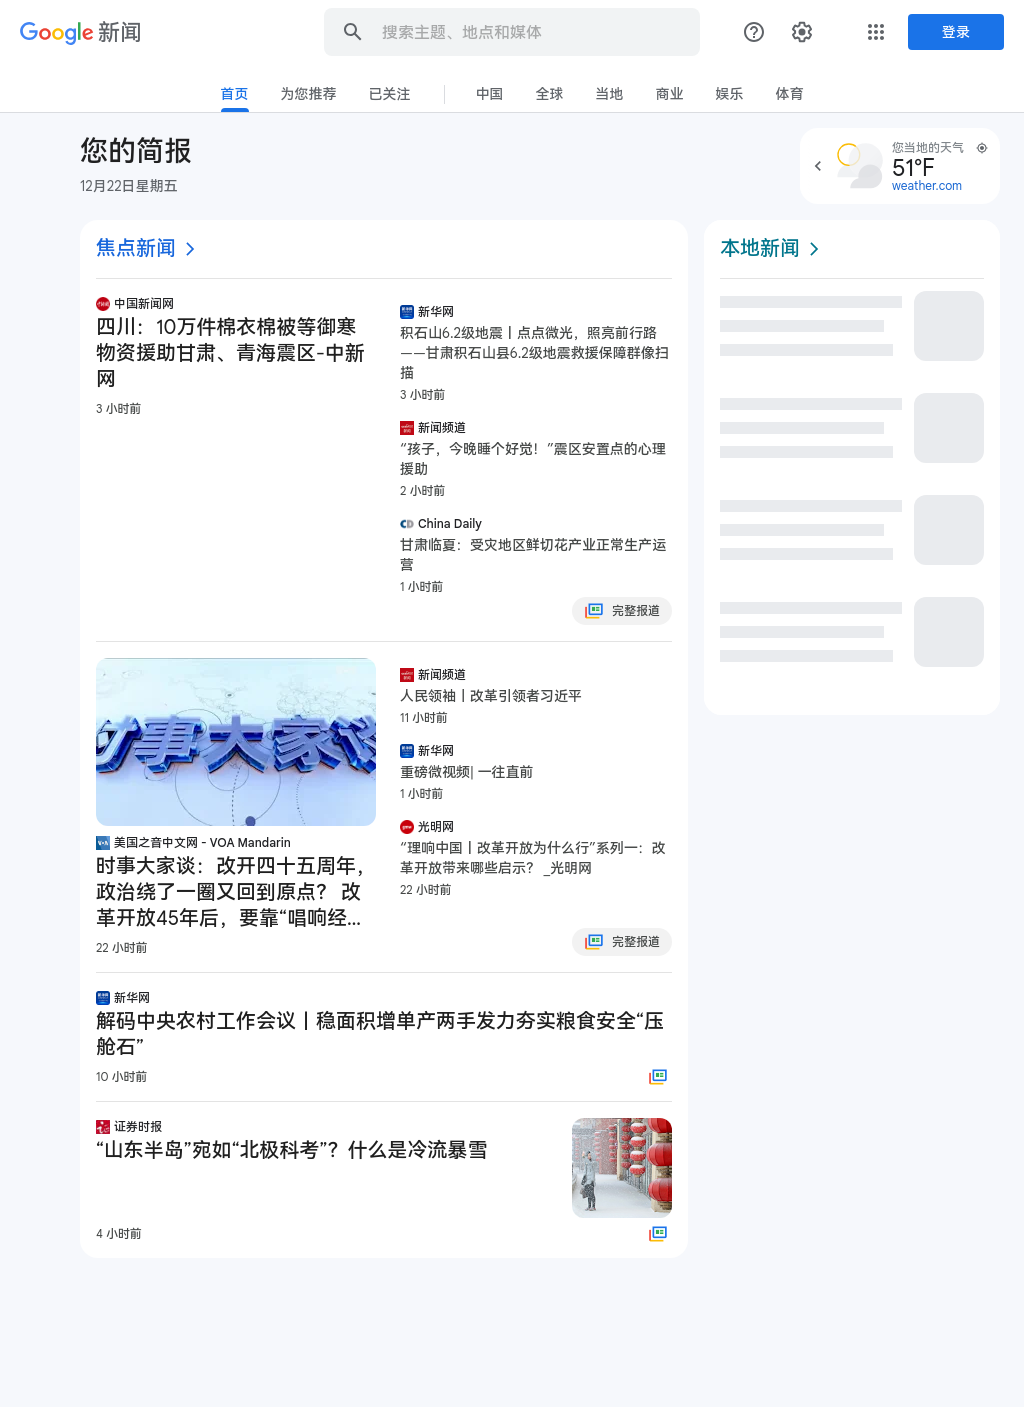 Google 新闻
搜索主题、地点和媒体
登录
首页
为您推荐
已关注
中国
全球
当地
商业
娱乐
体育
您的简报
12月22日星期五
您当地的天气
51°F
weather.com
焦点新闻
中国新闻网
四川：10万件棉衣棉被等御寒
物资援助甘肃、青海震区-中新
网
3 小时前
新华网
积石山6.2级地震丨点点微光，照亮前行路
——甘肃积石山县6.2级地震救援保障群像扫
描
3 小时前
新闻频道
“孩子，今晚睡个好觉！”震区安置点的心理
援助
2 小时前
China Daily
甘肃临夏：受灾地区鲜切花产业正常生产运
营
1 小时前
完整报道
时事大家谈
美国之音中文网 - VOA Mandarin
时事大家谈：改开四十五周年，
政治绕了一圈又回到原点？ 改
革开放45年后，要靠“唱响经...
22 小时前
新闻频道
人民领袖丨改革引领者习近平
11 小时前
新华网
重磅微视频| 一往直前
1 小时前
光明网
“理响中国丨改革开放为什么行”系列一：改
革开放带来哪些启示？ _光明网
22 小时前
完整报道
新华网
解码中央农村工作会议丨稳面积增单产两手发力夯实粮食安全“压
舱石”
10 小时前
证券时报
“山东半岛”宛如“北极科考”？什么是冷流暴雪
4 小时前
本地新闻